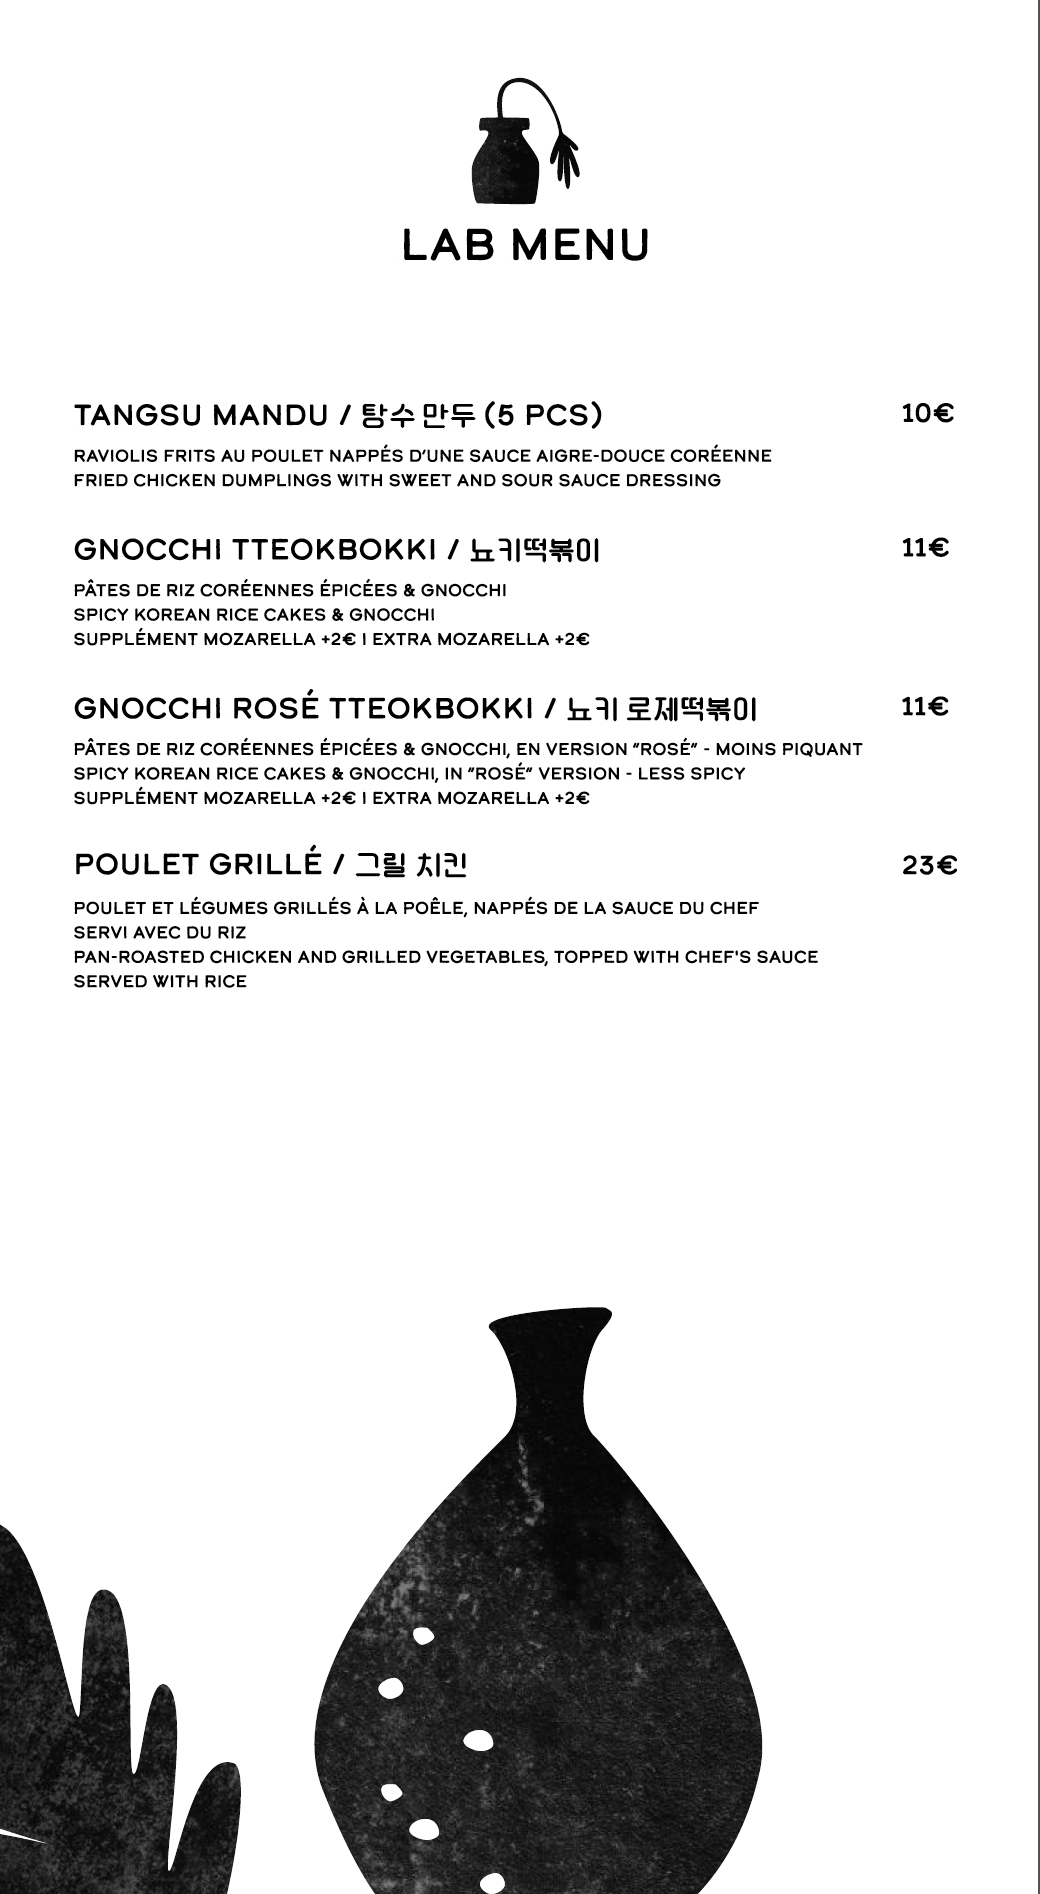 LAB MENU
TANGSU MANDU / 탕수 만두 (5 PCS) 10€
RAVIOLIS FRITS AU POULET NAPPÉS D'UNE SAUCE AIGRE-DOUCE CORÉENNE
FRIED CHICKEN DUMPLINGS WITH SWEET AND SOUR SAUCE DRESSING
GNOCCHI TTEOKBOKKI / 뇨키떡볶이 11€
PÂTES DE RIZ CORÉENNES ÉPICÉES & GNOCCHI
SPICY KOREAN RICE CAKES & GNOCCHI
SUPPLÉMENT MOZARELLA +2€ I EXTRA MOZARELLA +2€
GNOCCHI ROSÉ TTEOKBOKKI / 뇨키 로제떡볶이 11€
PÂTES DE RIZ CORÉENNES ÉPICÉES & GNOCCHI, EN VERSION "ROSÉ" - MOINS PIQUANT
SPICY KOREAN RICE CAKES & GNOCCHI, IN "ROSÉ" VERSION - LESS SPICY
SUPPLÉMENT MOZARELLA +2€ I EXTRA MOZARELLA +2€
POULET GRILLÉ / 그릴 치킨 23€
POULET ET LÉGUMES GRILLÉS À LA POÊLE, NAPPÉS DE LA SAUCE DU CHEF
SERVI AVEC DU RIZ
PAN-ROASTED CHICKEN AND GRILLED VEGETABLES, TOPPED WITH CHEF'S SAUCE
SERVED WITH RICE